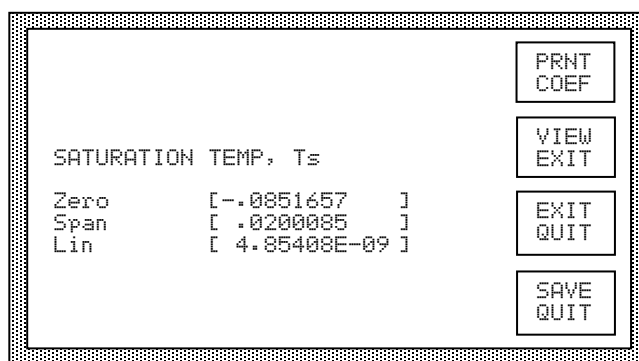 PRNT
COEF
VIEW
EXIT
SATURATION TEMP, Ts
Zero [-.0851657 ]
Span [ .0200085 ]
Lin [ 4.85408E-09 ]
EXIT
QUIT
SAVE
QUIT